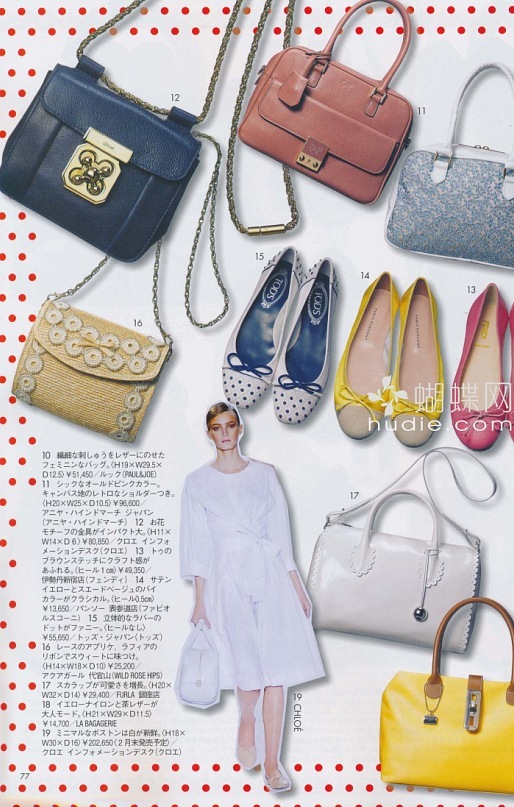 12
11
15
14
13
16
TOD'S
TOD'S
FENDI
蝴蝶网
hudie.com
10 繊細な刺しゅうをレザーにのせた
フェミニンなバッグ。(H19×W29.5×
D12.5)¥51,450/ルック(PAUL&JOE)
11 シックなオールドピンクカラー。
キャンバス地のレトロなショルダーつき。
(H20×W25×D10.5)¥96,600/
アニヤ・ハインドマーチ ジャパン
(アニヤ・ハインドマーチ) 12 お花
モチーフの金具がインパクト大。(H11×
W14×D6)¥80,850/クロエ インフォ
メーションデスク(クロエ) 13 トゥの
ブラウンステッチにクラフト感が
あふれる。(ヒール1cm)¥49,350/
伊勢丹新宿店(フェンディ) 14 サテン
イエローとスエードベージュのバイ
カラーがクラシカル。(ヒール0.5cm)
¥13,650/バンソー 表参道店(ファビオ
ルスコーニ) 15 立体的なラバーの
ドットがファニー。(ヒールなし)
¥55,650/トッズ・ジャパン(トッズ)
16 レースのアップリケ、ラフィアの
リボンでスウィートに味つけ。
(H14×W18×D10)¥25,200/
アクアガール 代官山(WILD ROSE HIPS)
17 スカラップが可愛さを増長。(H20×
W32×D14)¥29,400/FURLA 銀座店
18 イエローナイロンと茶レザーが
大人モード。(H21×W29×D11.5)
¥14,700/LA BAGAGERIE
19 ミニマルなボストンは白が新鮮。(H18×
W30×D16)¥202,650(2月末発売予定)/
クロエ インフォメーションデスク(クロエ)
17
19 CHLOÉ
77